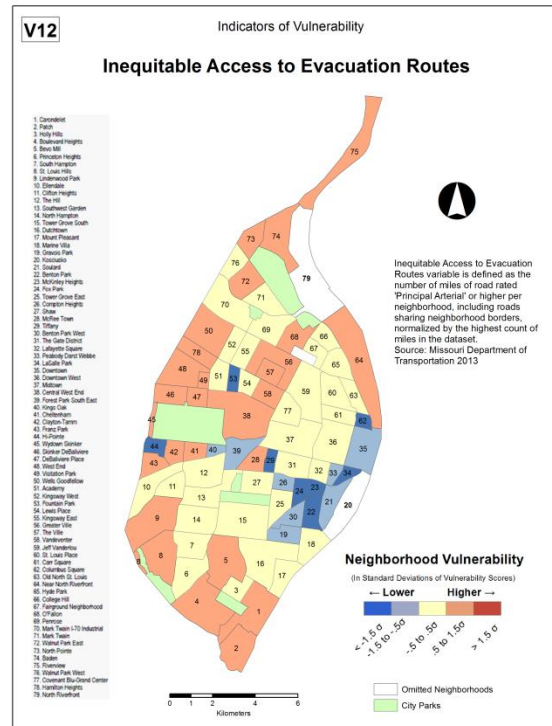 V12
Indicators of Vulnerability
Inequitable Access to Evacuation Routes
1. Carondelet
2. Patch
3. Holly Hills
4. Boulevard Heights
5. Bevo Mill
6. Princeton Heights
7. South Hampton
8. St. Louis Hills
9. Lindenwood Park
10. Ellendale
11. Clifton Heights
12. The Hill
13. Southwest Garden
14. North Hampton
15. Tower Grove South
16. Dutchtown
17. Mount Pleasant
18. Marine Villa
19. Gravois Park
20. Kosciusko
21. Soulard
22. Benton Park
23. McKinley Heights
24. Fox Park
25. Tower Grove East
26. Compton Heights
27. Shaw
28. McRee Town
29. Tiffany
30. Benton Park West
31. The Gate District
32. Lafayette Square
33. Peabody Darst Webbe
34. LaSalle Park
35. Downtown
36. Downtown West
37. Midtown
38. Central West End
39. Forest Park South East
40. Kings Oak
41. Cheltenham
42. Clayton-Tamm
43. Franz Park
44. Hi-Pointe
45. Wydown Skinker
46. Skinker DeBaliviere
47. DeBaliviere Place
48. West End
49. Visitation Park
50. Wells Goodfellow
51. Academy
52. Kingsway West
53. Fountain Park
54. Lewis Place
55. Kingsway East
56. Greater Ville
57. The Ville
58. Vandeventer
59. Jeff Vanderlou
60. St. Louis Place
61. Carr Square
62. Columbus Square
63. Old North St. Louis
64. Near North Riverfront
65. Hyde Park
66. College Hill
67. Fairground Neighborhood
68. O'Fallon
69. Penrose
70. Mark Twain I-70 Industrial
71. Mark Twain
72. Walnut Park East
73. North Pointe
74. Baden
75. Riverview
76. Walnut Park West
77. Covenant Blu-Grand Center
78. Hamilton Heights
79. North Riverfront
75
73
74
76
72
79
70
71
50
69
68
66
67
65
64
52
55
56
78
48
51
53
54
57
58
59
60
63
49
46
47
77
61
62
45
38
37
36
35
44
42
41
40
39
43
28
29
31
32
33
34
12
27
26
24
23
21
20
10
11
13
25
22
30
14
15
19
18
9
7
5
8
6
3
16
17
4
1
2
Inequitable Access to Evacuation
Routes variable is defined as the
number of miles of road rated
'Principal Arterial' or higher per
neighborhood, including roads
sharing neighborhood borders,
normalized by the highest count of
miles in the dataset.
Source: Missouri Department of
Transportation 2013
Neighborhood Vulnerability
(In Standard Deviations of Vulnerability Scores)
← Lower Higher →
< -1.5σ
-1.5 to -.5σ
-.5 to .5σ
.5 to 1.5σ
> 1.5σ
Omitted Neighborhoods
City Parks
0 1 2 4 6
Kilometers